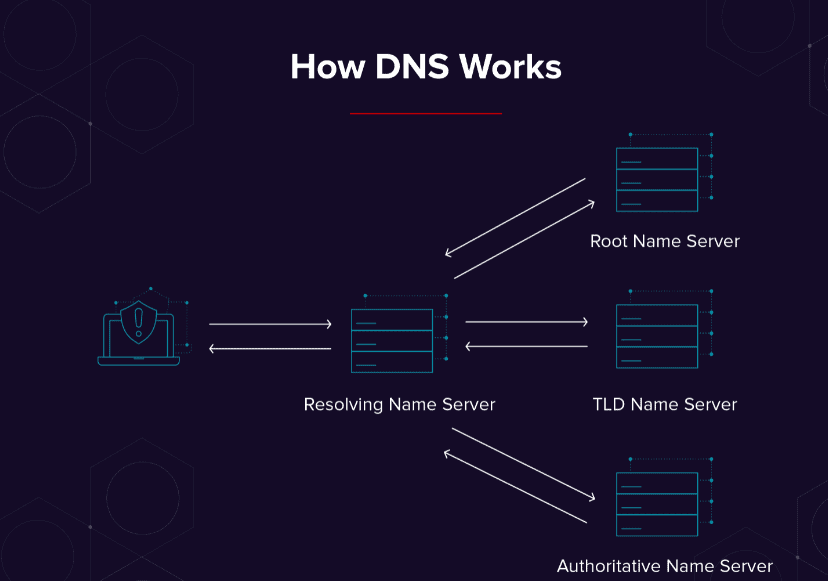 How DNS Works
Root Name Server
Resolving Name Server
TLD Name Server
Authoritative Name Server